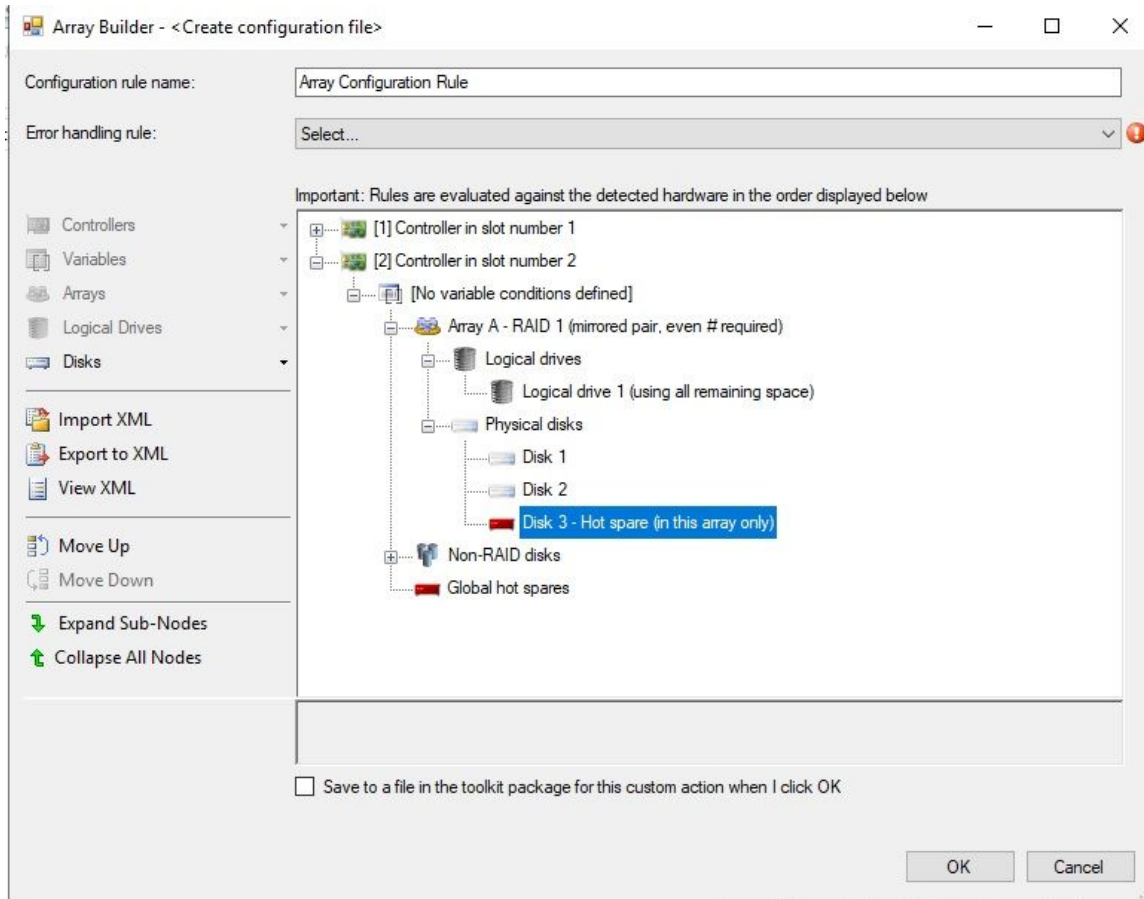 Array Builder - <Create configuration file>
Configuration rule name:
Array Configuration Rule
Error handling rule:
Select...
Important: Rules are evaluated against the detected hardware in the order displayed below
Controllers
Variables
Arrays
Logical Drives
Disks
Import XML
Export to XML
View XML
Move Up
Move Down
Expand Sub-Nodes
Collapse All Nodes
[1] Controller in slot number 1
[2] Controller in slot number 2
[No variable conditions defined]
Array A - RAID 1 (mirrored pair, even # required)
Logical drives
Logical drive 1 (using all remaining space)
Physical disks
Disk 1
Disk 2
Disk 3 - Hot spare (in this array only)
Non-RAID disks
Global hot spares
Save to a file in the toolkit package for this custom action when I click OK
OK
Cancel